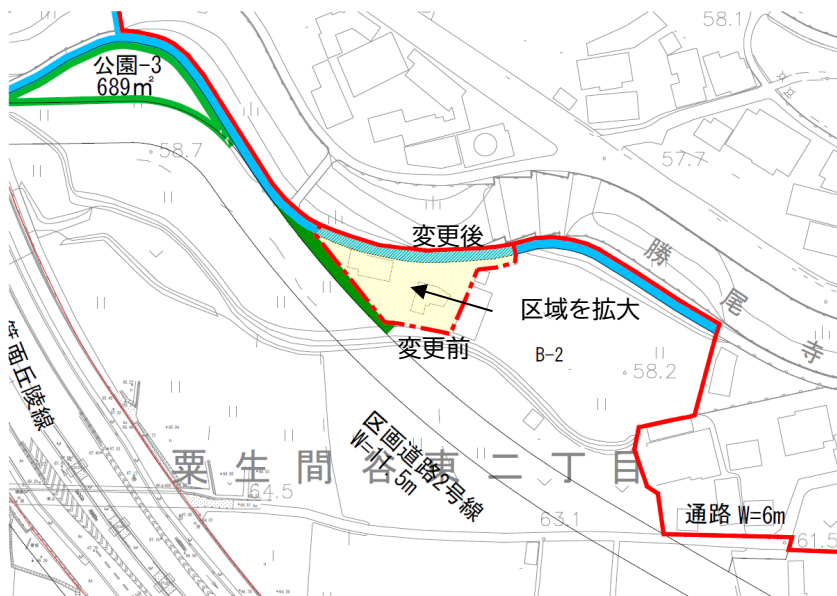 58.1
公園-3
689㎡
58.7
57.7
変更後
勝尾寺
区域を拡大
変更前
B-2
58.2
箕面丘陵線
区画道路2号線
W=11.5m
粟生間谷東二丁目
64.5
63.1
通路 W=6m
61.5